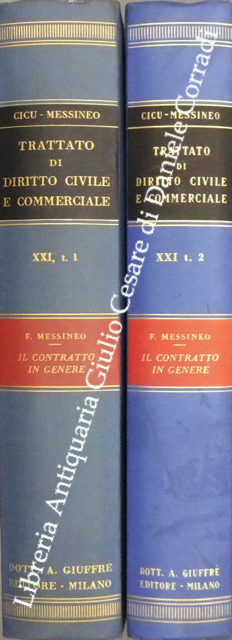 CICU - MESSINEO
TRATTATO
DI
DIRITTO CIVILE
E COMMERCIALE
XXI, t. 1
F. MESSINEO
IL CONTRATTO
IN GENERE
DOTT. A. GIUFFRÈ
EDITORE - MILANO
CICU - MESSINEO
TRATTATO
DI
DIRITTO CIVILE
E COMMERCIALE
XXI t. 2
F. MESSINEO
IL CONTRATTO
IN GENERE
DOTT. A. GIUFFRÈ
EDITORE - MILANO
Libreria Antiquaria Giulio Cesare di Daniele Corradi